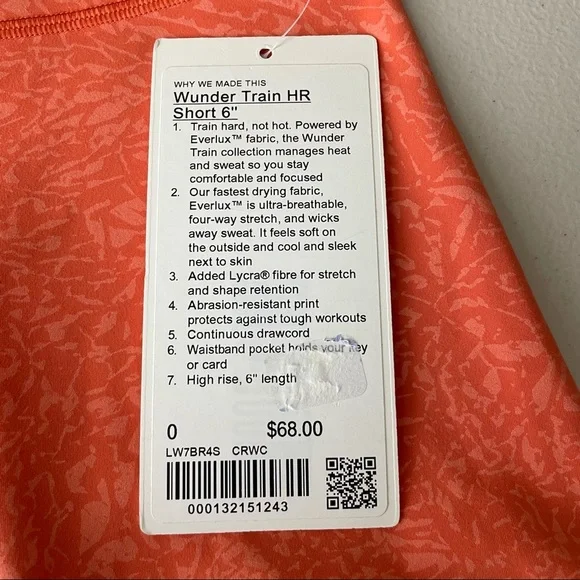 WHY WE MADE THIS
Wunder Train HR
Short 6"
1. Train hard, not hot. Powered by
Everlux™ fabric, the Wunder
Train collection manages heat
and sweat so you stay
comfortable and focused
2. Our fastest drying fabric,
Everlux™ is ultra-breathable,
four-way stretch, and wicks
away sweat. It feels soft on
the outside and cool and sleek
next to skin
3. Added Lycra® fibre for stretch
and shape retention
4. Abrasion-resistant print
protects against tough workouts
5. Continuous drawcord
6. Waistband pocket holds your key
or card
7. High rise, 6" length
0 $68.00
LW7BR4S CRWC
000132151243